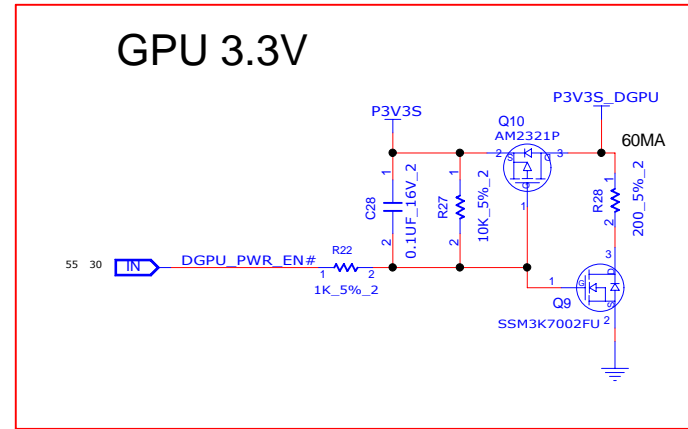 GPU 3.3V
P3V3S
P3V3S_DGPU
Q10
AM2321P
60MA
2
S
D
3
G
1
1
C28
2
0.1UF_16V_2
1
R27
2
10K_5%_2
1
R28
2
200_5%_2
55 30
IN
DGPU_PWR_EN#
R22
1
2
1K_5%_2
3
D
1
G
S
Q9
2
SSM3K7002FU